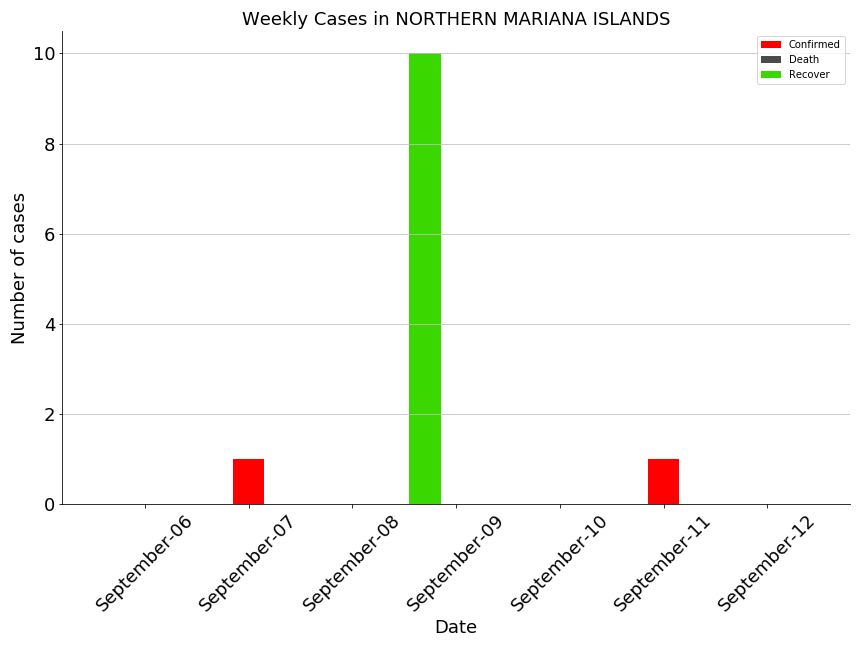 Weekly Cases in NORTHERN MARIANA ISLANDS
Confirmed
Death
Recover
Number of cases
10
8
6
4
2
0
September-06
September-07
September-08
September-09
September-10
September-11
September-12
Date